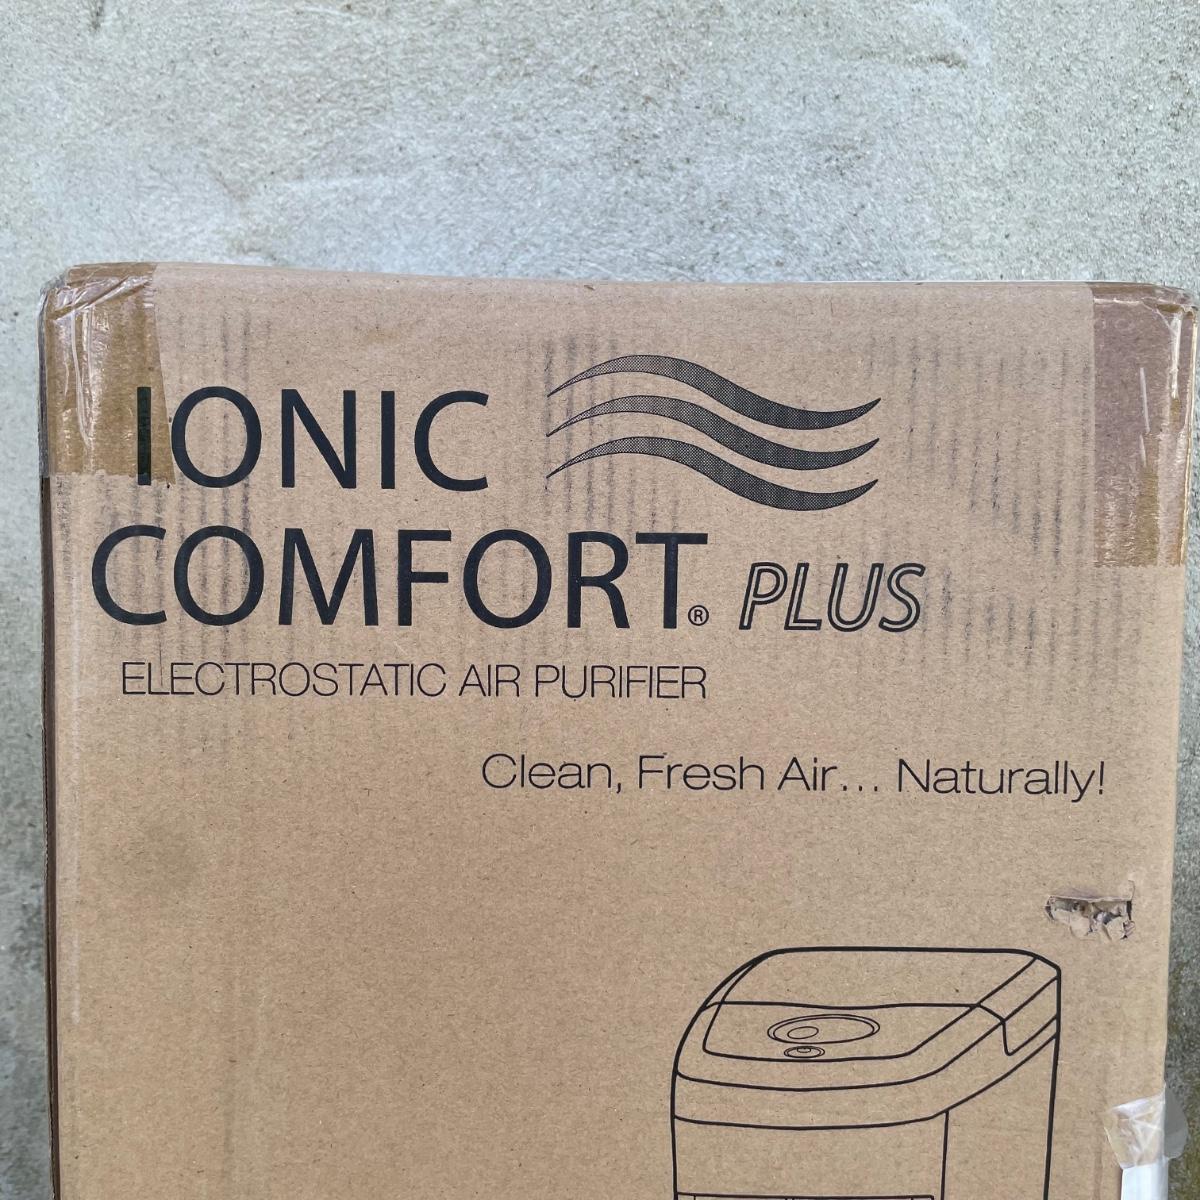 IONIC
COMFORT® PLUS
ELECTROSTATIC AIR PURIFIER
Clean, Fresh Air... Naturally!